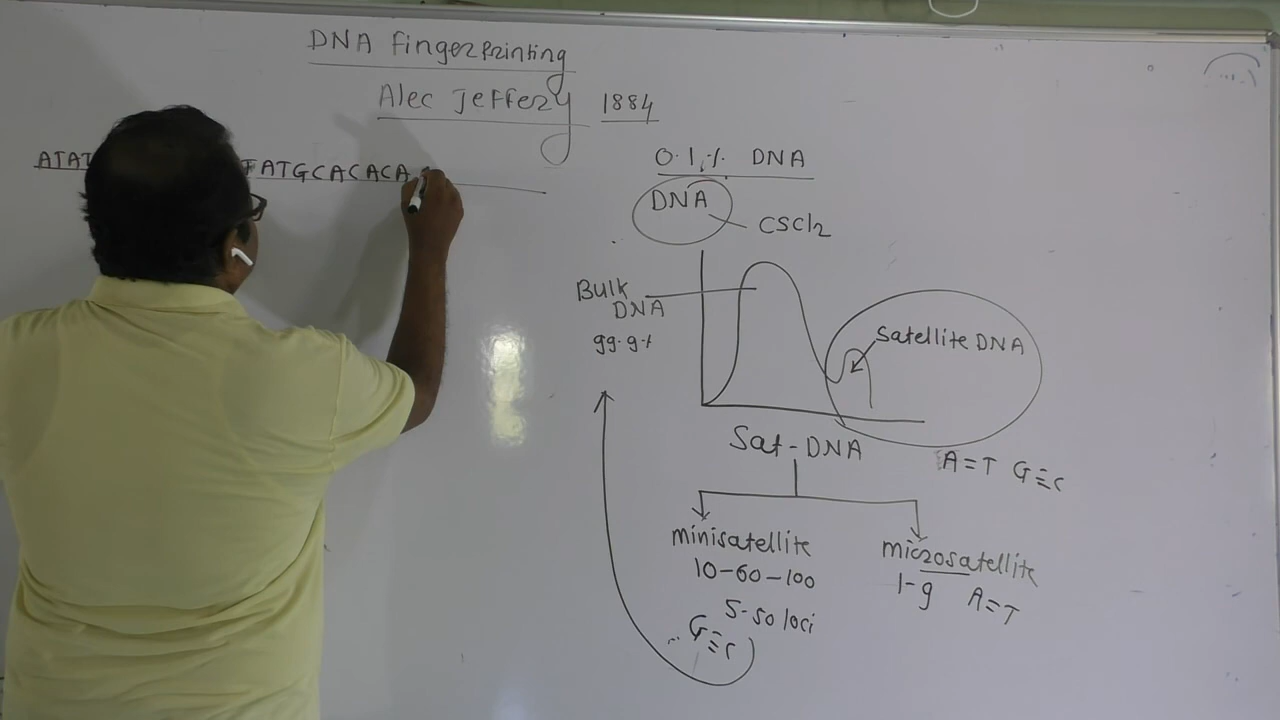 DNA Fingerprinting
Alec Jeffery 1884
ATAT TATGCACACA
0.1% DNA
DNA
CSCl2
Bulk
DNA
99.9%
Satellite DNA
Sat-DNA
A=T G≡C
minisatellite
10-60-100
5-50 loci
G≡C
microsatellite
1-9 A=T